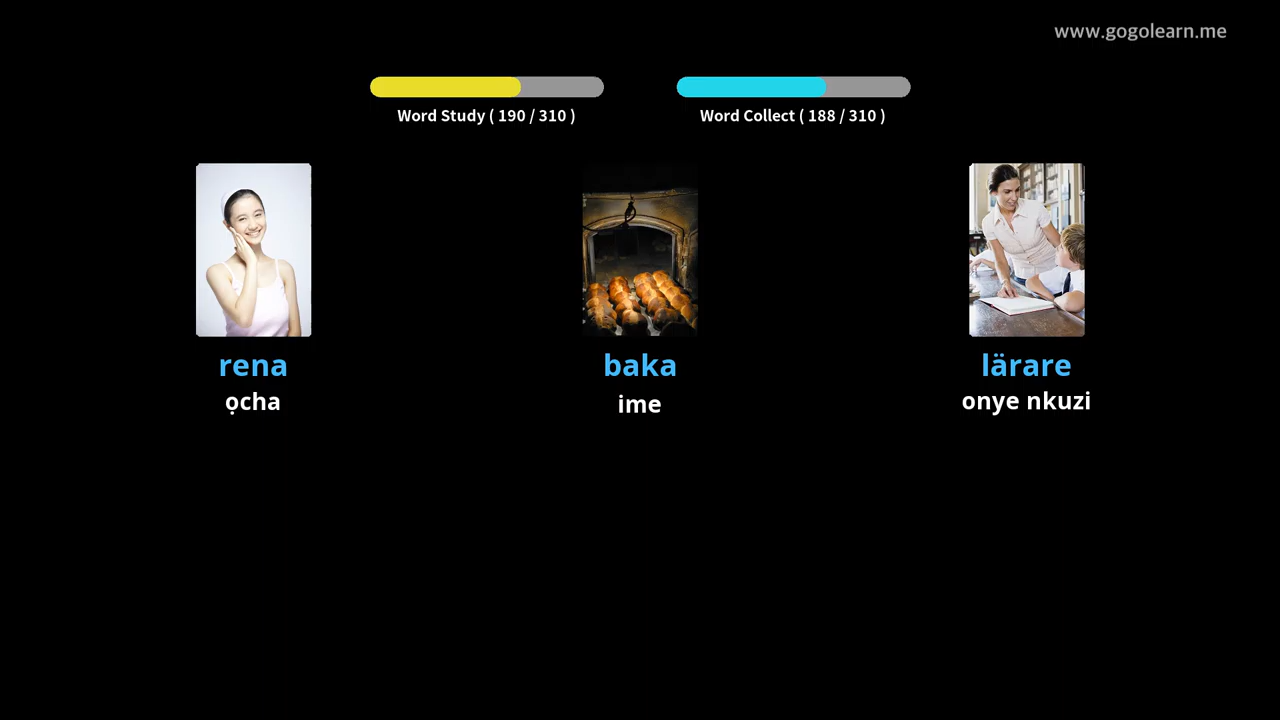 www.gogolearn.me
Word Study ( 190 / 310 )
Word Collect ( 188 / 310 )
rena
ọcha
baka
ime
lärare
onye nkuzi